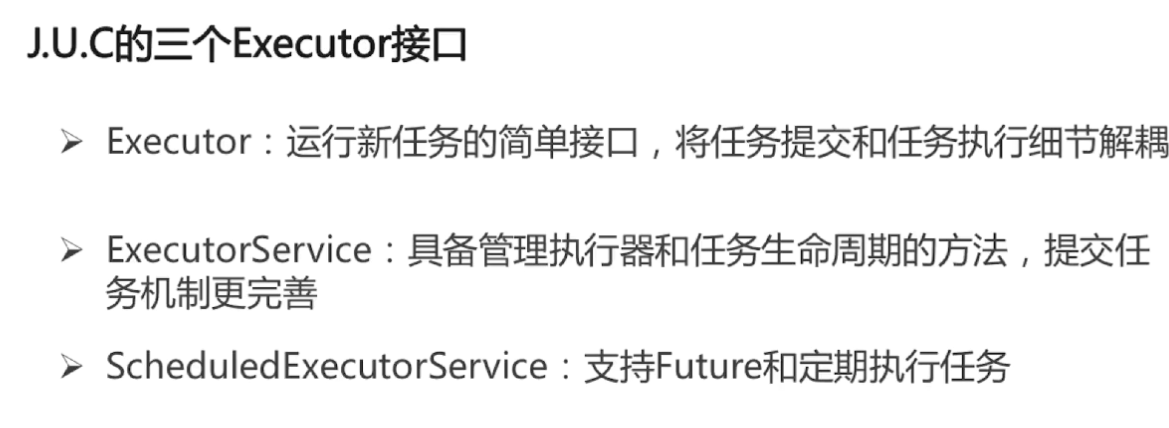 J.U.C的三个Executor接口
➢ Executor：运行新任务的简单接口，将任务提交和任务执行细节解耦
➢ ExecutorService：具备管理执行器和任务生命周期的方法，提交任
务机制更完善
➢ ScheduledExecutorService：支持Future和定期执行任务